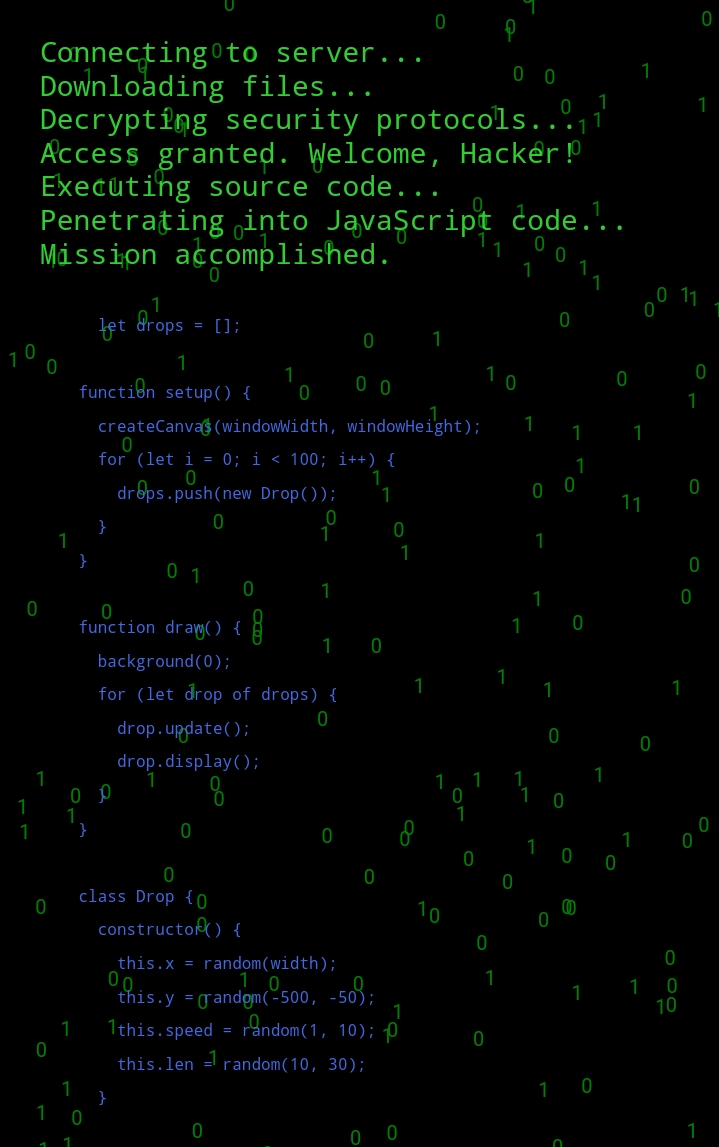 Connecting to server...
Downloading files...
Decrypting security protocols...
Access granted. Welcome, Hacker!
Executing source code...
Penetrating into JavaScript code...
Mission accomplished.
let drops = [];
function setup() {
createCanvas(windowWidth, windowHeight);
for (let i = 0; i < 100; i++) {
drops.push(new Drop());
}
}
function draw() {
background(0);
for (let drop of drops) {
drop.update();
drop.display();
}
}
class Drop {
constructor() {
this.x = random(width);
this.y = random(-500, -50);
this.speed = random(1, 10);
this.len = random(10, 30);
}